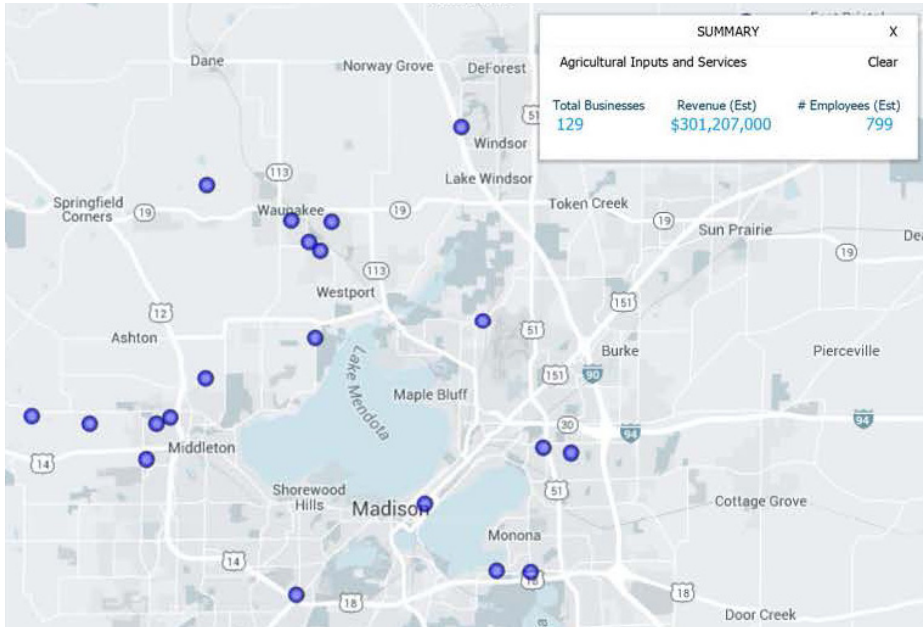 SUMMARY X
Agricultural Inputs and Services Clear
Total Businesses Revenue (Est) # Employees (Est)
129 $301,207,000 799
Dane
Norway Grove
DeForest
51
Windsor
Lake Windsor
113
Springfield
Corners
19
Waunakee
19
Token Creek
19
Sun Prairie
19
113
Westport
12
151
Ashton
51
Burke
Pierceville
Lake Mendota
151
90
Maple Bluff
30
94
94
Middleton
14
51
Shorewood
Hills
Madison
Cottage Grove
Monona
14
18
18
18
Door Creek